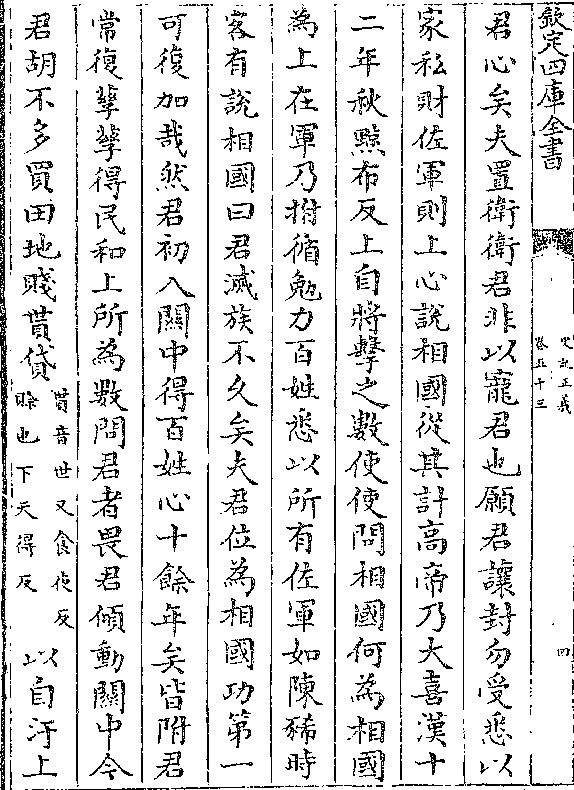 欽定四庫全書
史記正義
卷五十三
四
君心矣夫置衛衛君非以寵君也願君讓封勿受悉以
家私財佐軍則上心說相國從其計髙帝乃大喜漢十
二年秋黥布反上自將擊之數使使問相國何為相國
為上在軍乃拊循勉力百姓悉以所有佐軍如陳豨時
客有說相國曰君滅族不久矣夫君位為相國功第一
可復加哉然君初入關中得百姓心十餘年矣皆附君
常復孳孳得民和上所為數問君者畏君傾動關中今
君胡不多買田地賤貰貸
貰音世又食夜反
賒也下天得反
以自汙上